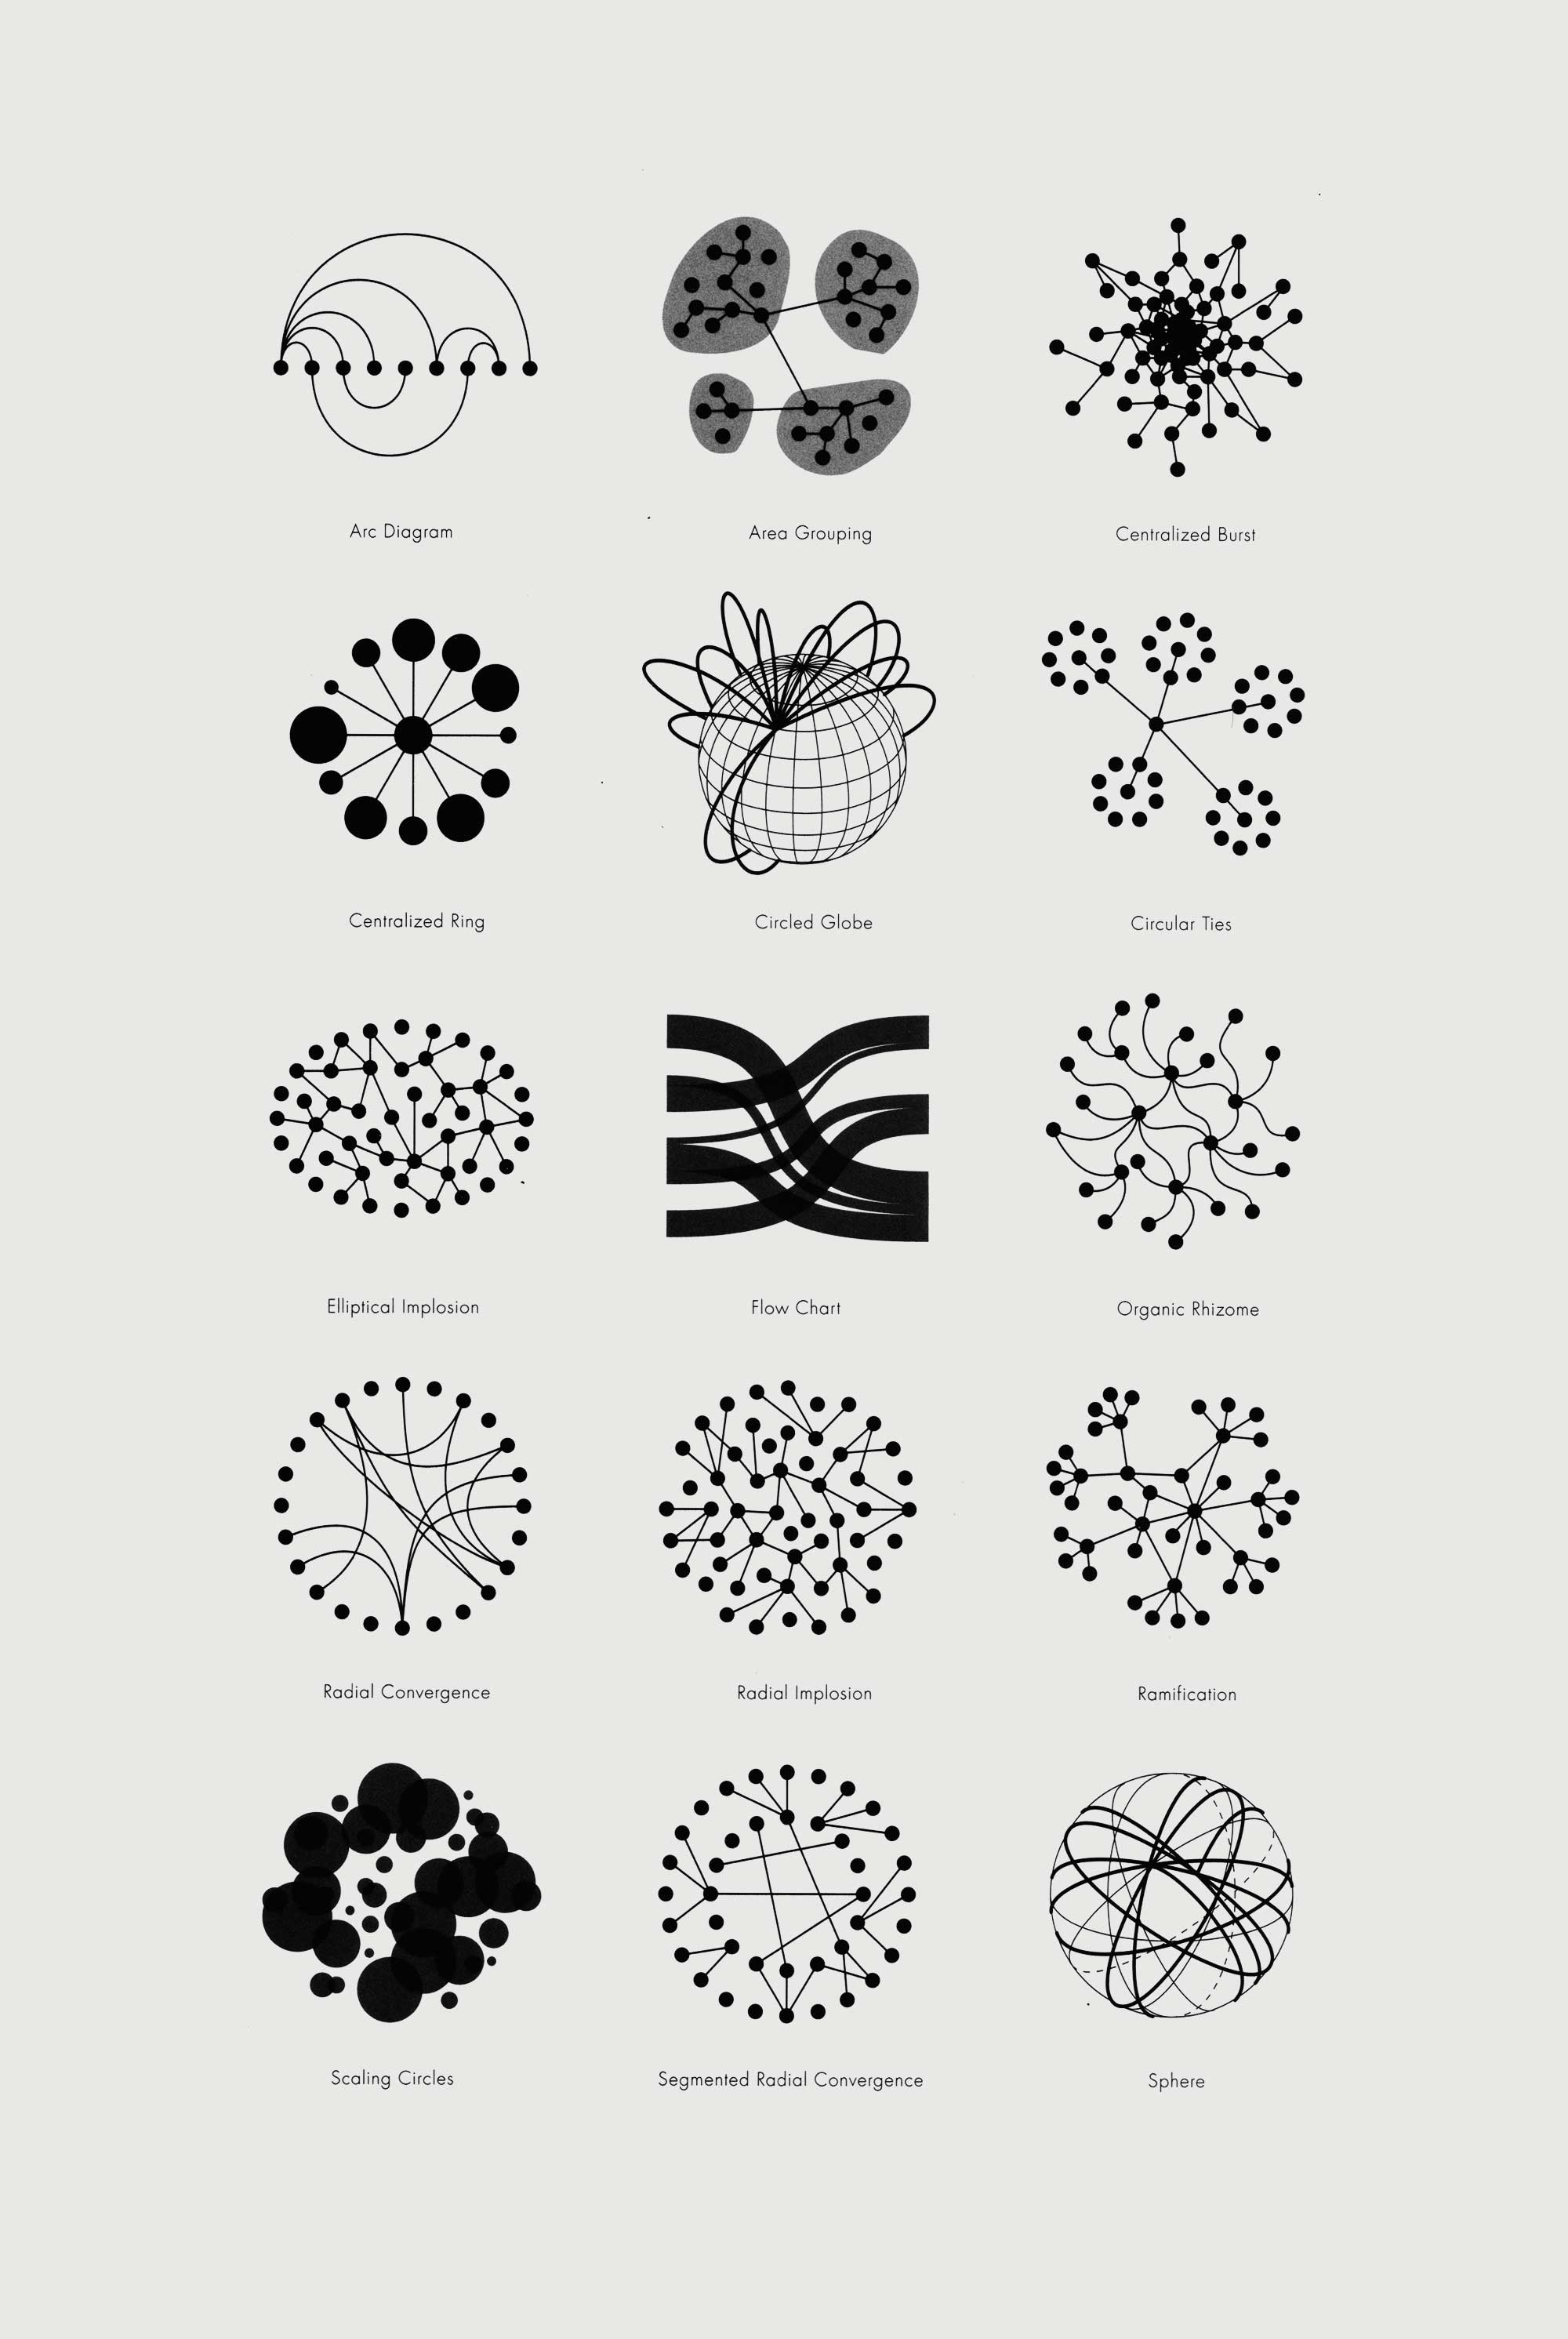 Arc Diagram
Area Grouping
Centralized Burst
Centralized Ring
Circled Globe
Circular Ties
Elliptical Implosion
Flow Chart
Organic Rhizome
Radial Convergence
Radial Implosion
Ramification
Scaling Circles
Segmented Radial Convergence
Sphere